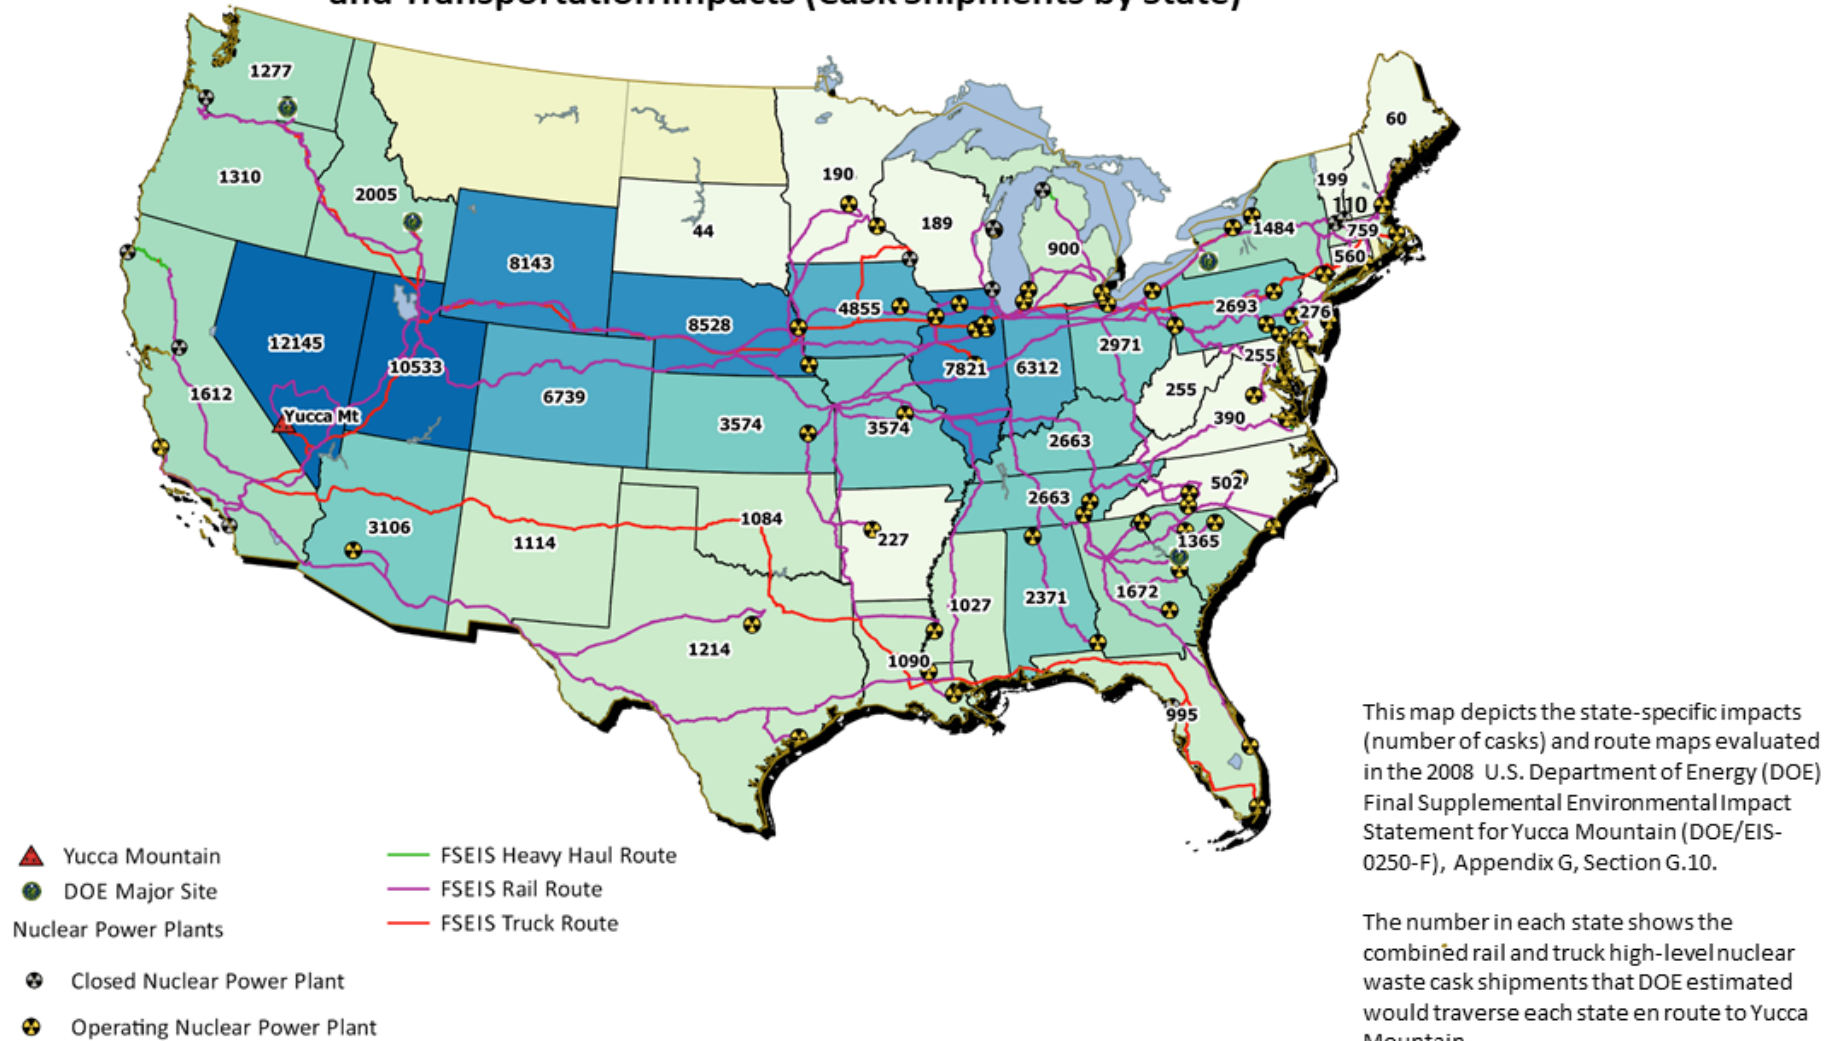 and Transportation Impacts (Cask Shipments by State)
1277
60
1310
2005
190
199
110
44
189
1484
759
900
560
8143
4855
2693
276
8528
12145
10533
2971
255
7821
6312
1612
6739
255
Yucca Mt
3574
3574
390
2663
502
2663
3106
1084
1114
227
1365
1027
2371
1672
1214
1090
995
Yucca Mountain
DOE Major Site
Nuclear Power Plants
Closed Nuclear Power Plant
Operating Nuclear Power Plant
FSEIS Heavy Haul Route
FSEIS Rail Route
FSEIS Truck Route
This map depicts the state-specific impacts
(number of casks) and route maps evaluated
in the 2008 U.S. Department of Energy (DOE)
Final Supplemental Environmental Impact
Statement for Yucca Mountain (DOE/EIS-
0250-F), Appendix G, Section G.10.
The number in each state shows the
combined rail and truck high-level nuclear
waste cask shipments that DOE estimated
would traverse each state en route to Yucca
Mountain